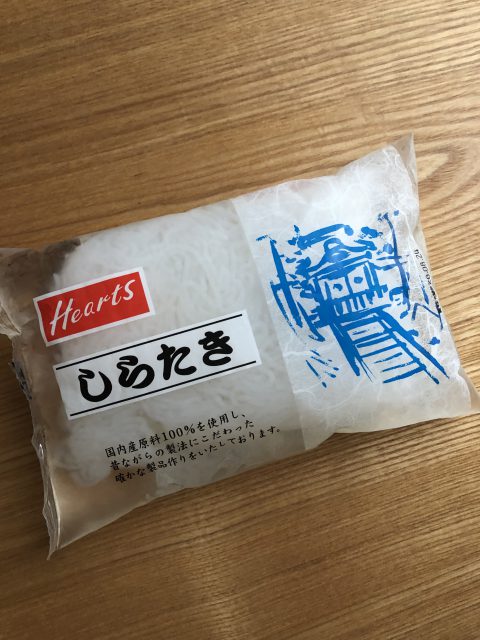 Hearts
しらたき
国内産原料100%を使用し、
昔ながらの製法にこだわった
暖かな製品作りをいたしております。